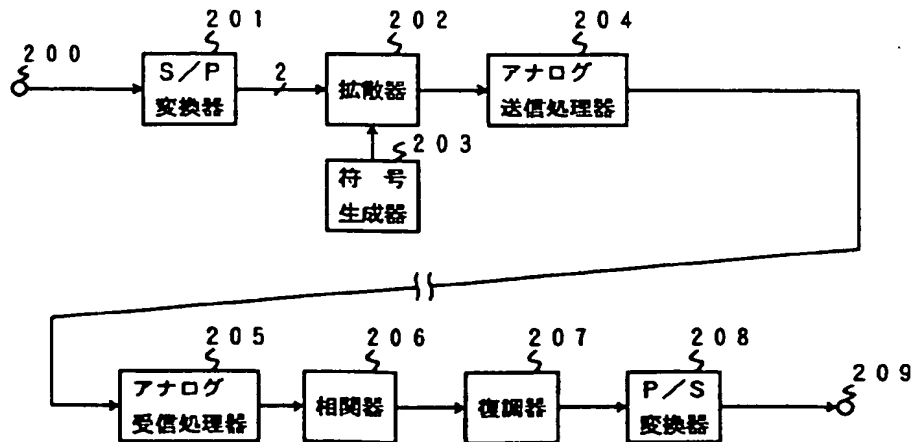 200
201
S/P
変換器
2
202
拡散器
203
符 号
生成器
204
アナログ
送信処理器
205
アナログ
受信処理器
206
相関器
207
復調器
208
P/S
変換器
209